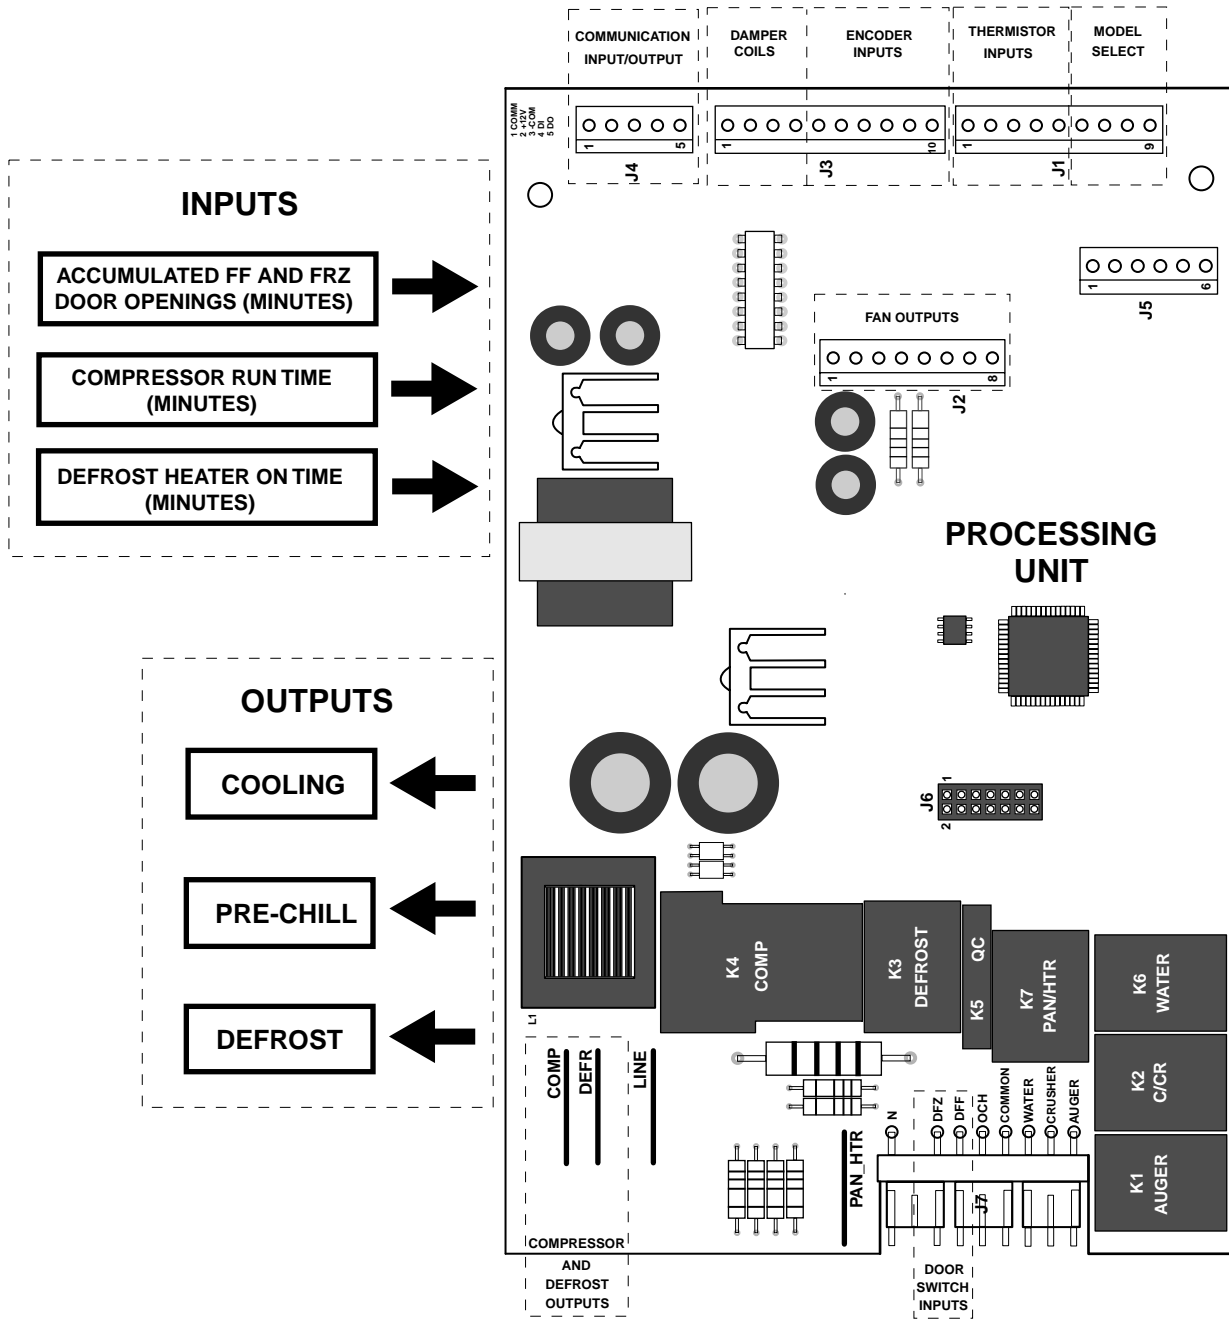 COMMUNICATION
INPUT/OUTPUT
DAMPER
COILS
ENCODER
INPUTS
THERMISTOR
INPUTS
MODEL
SELECT
1 COMM
2 +12V
3 -COM
4 DI
5 DO
1
5
J4
1
10
J3
1
9
J1
INPUTS
ACCUMULATED FF AND FRZ
DOOR OPENINGS (MINUTES)
COMPRESSOR RUN TIME
(MINUTES)
DEFROST HEATER ON TIME
(MINUTES)
1
6
J5
FAN OUTPUTS
1
8
J2
PROCESSING
UNIT
OUTPUTS
COOLING
PRE-CHILL
DEFROST
J6
1
2
L1
K4
COMP
K3
DEFROST
K5 QC
K7
PAN/HTR
K6
WATER
K2
C/CR
K1
AUGER
COMP
DEFR
LINE
PAN_HTR
N
DFZ
DFF
OCH
COMMON
WATER
CRUSHER
AUGER
J7
COMPRESSOR
AND
DEFROST
OUTPUTS
DOOR
SWITCH
INPUTS